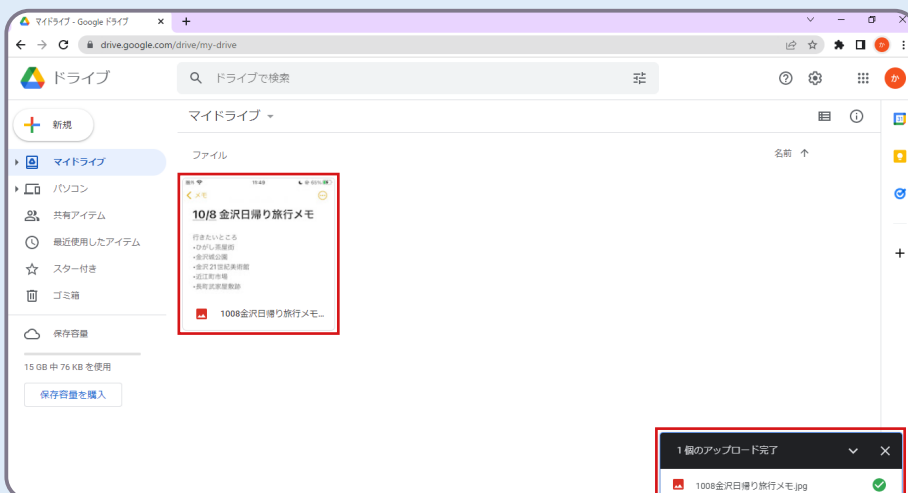 マイドライブ - Google ドライブ
drive.google.com/drive/my-drive
か
ドライブ
ドライブで検索
か
新規
マイドライブ
マイドライブ
パソコン
共有アイテム
最近使用したアイテム
スター付き
ゴミ箱
保存容量
15 GB 中 76 KB を使用
保存容量を購入
ファイル
名前
31
メモ
10/8 金沢日帰り旅行メモ
行きたいところ
•ひがし茶屋街
•金沢城公園
•金沢21世紀美術館
•近江町市場
•長町武家屋敷跡
1008金沢日帰り旅行メモ...
1 個のアップロード完了
1008金沢日帰り旅行メモ.jpg